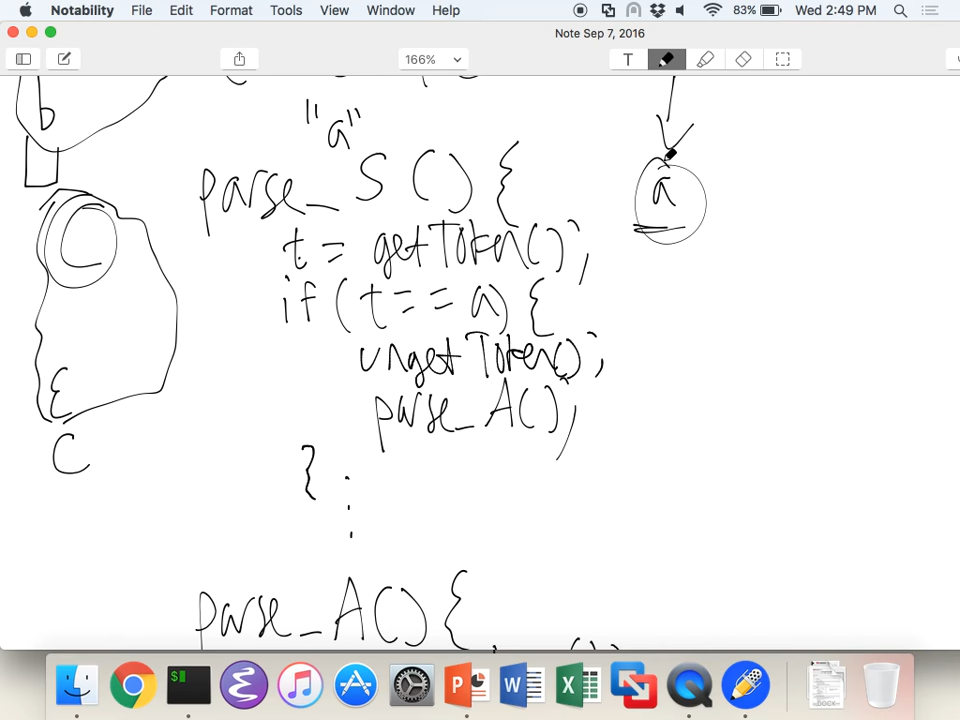 Notability File Edit Format Tools View Window Help 83% Wed 2:49 PM
Note Sep 7, 2016
166% T
b
"a"
a
parse_S() {
t = getToken();
C
if (t == a) {
ungetToken();
parse_A();
ε
C
} :
.
parse_A() {
$ P W X
DOCX